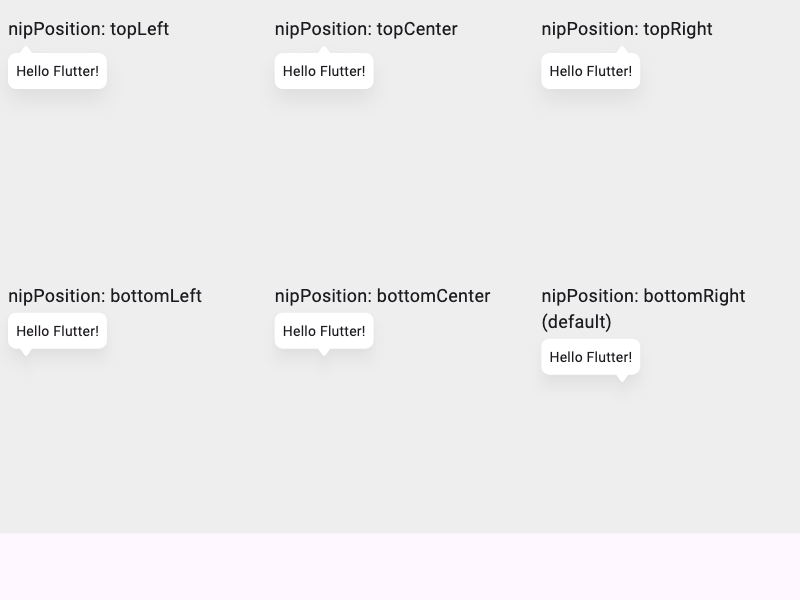 nipPosition: topLeft
Hello Flutter!
nipPosition: topCenter
Hello Flutter!
nipPosition: topRight
Hello Flutter!
nipPosition: bottomLeft
Hello Flutter!
nipPosition: bottomCenter
Hello Flutter!
nipPosition: bottomRight
(default)
Hello Flutter!